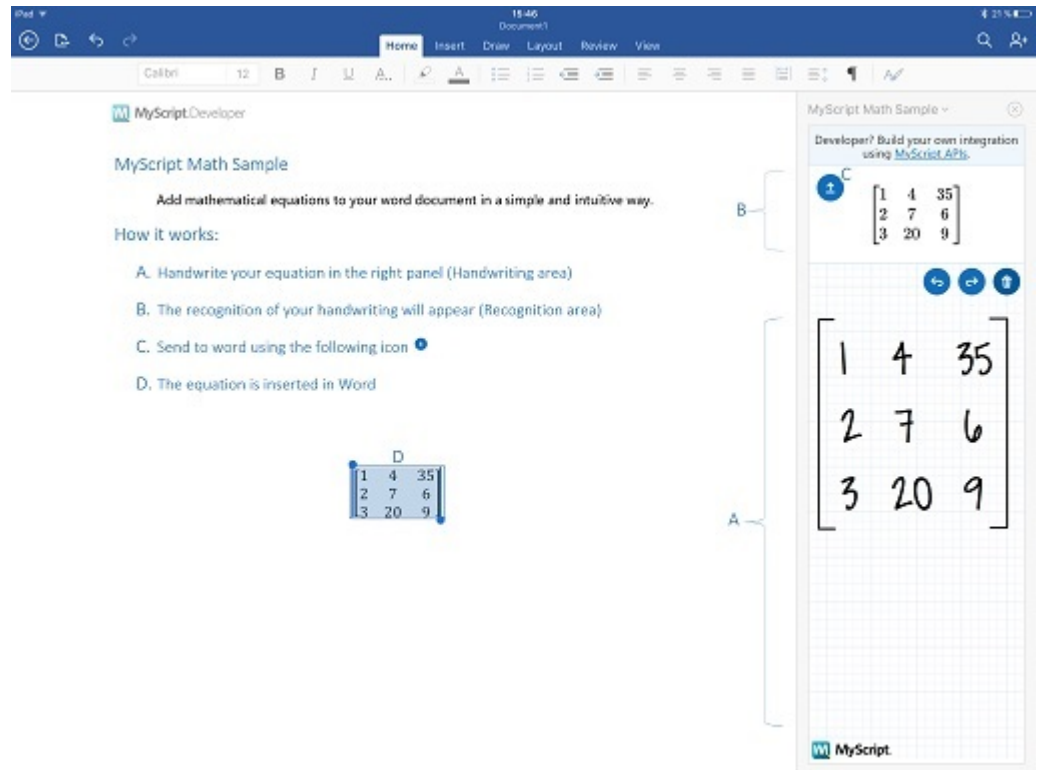 iPad
15:46
21 %
Document1
Home Insert Draw Layout Review View
Calibri 12 B I U A..
A
MyScript.Developer
MyScript Math Sample
Add mathematical equations to your word document in a simple and intuitive way.
How it works:
A. Handwrite your equation in the right panel (Handwriting area)
B. The recognition of your handwriting will appear (Recognition area)
C. Send to word using the following icon
D. The equation is inserted in Word
D
1 4 35
2 7 6
3 20 9
B
A
MyScript Math Sample
Developer? Build your own integration
using MyScript APIs.
C
1 4 35
2 7 6
3 20 9
1 4 35
2 7 6
3 20 9
MyScript.